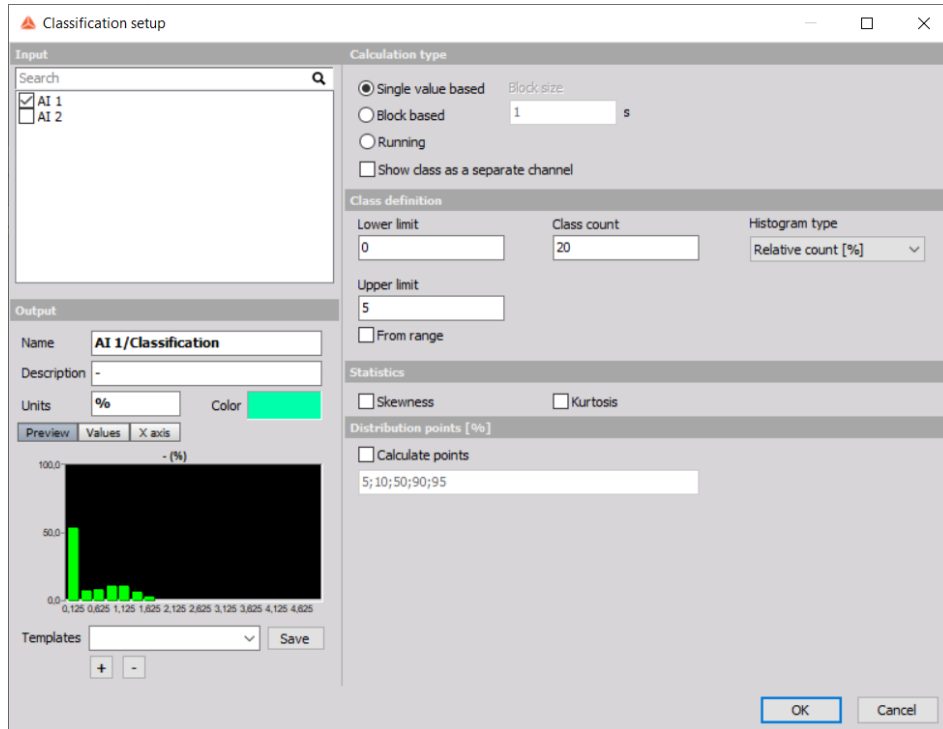 Classification setup
Input
Search
AI 1
AI 2
Output
Name AI 1/Classification
Description -
Units % Color
Preview Values X axis
- (%)
100,0
50,0
0,0
0,125 0,625 1,125 1,625 2,125 2,625 3,125 3,625 4,125 4,625
Templates Save
+ -
Calculation type
Single value based Block size
Block based 1 s
Running
Show class as a separate channel
Class definition
Lower limit Class count Histogram type
0 20 Relative count [%]
Upper limit
5
From range
Statistics
Skewness Kurtosis
Distribution points [%]
Calculate points
5;10;50;90;95
OK Cancel